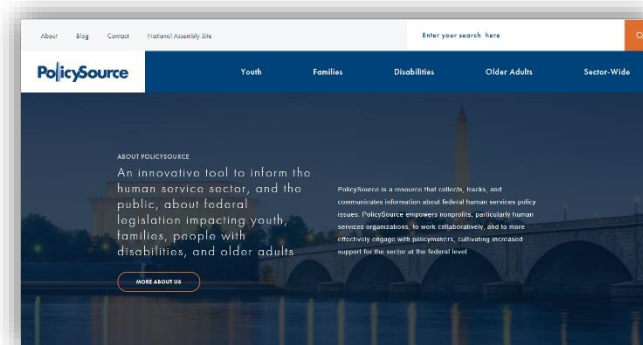 About Blog Contact National Assembly Site Enter your search here
PolicySource Youth Families Disabilities Older Adults Sector-Wide
ABOUT POLICYSOURCE
An innovative tool to inform the
human service sector, and the
public, about federal
legislation impacting youth,
families, people with
disabilities, and older adults
MORE ABOUT US
PolicySource is a resource that collects, tracks, and
communicates information about federal human services policy
issues. PolicySource empowers nonprofits, particularly human
services organizations, to work collaboratively, and to more
effectively engage with policymakers, cultivating increased
support for the sector at the federal level